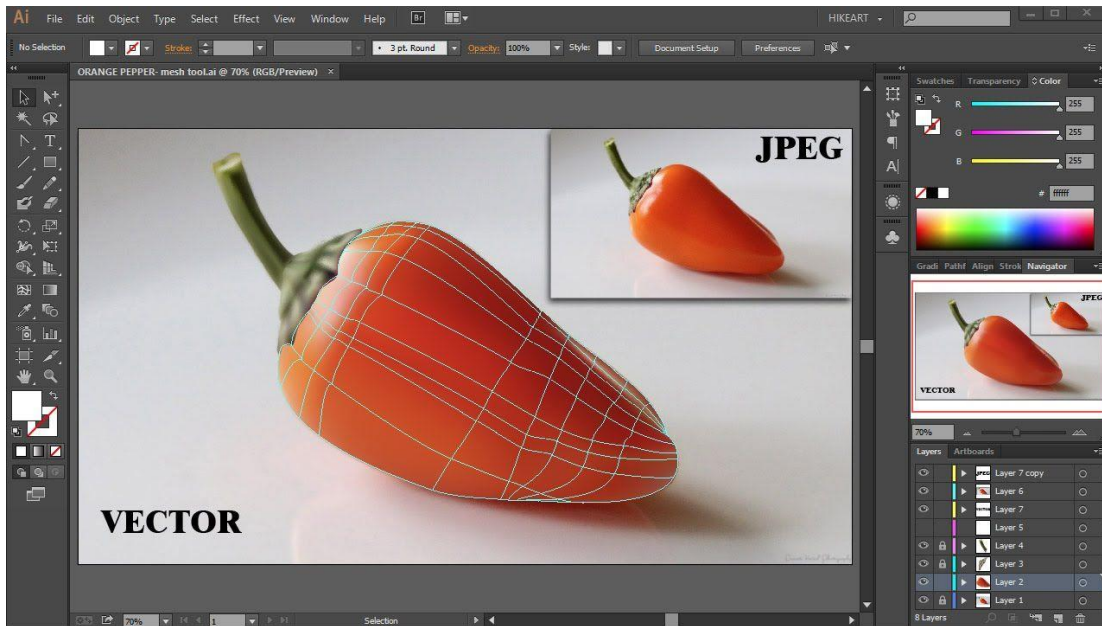 Ai File Edit Object Type Select Effect View Window Help Br HIKEART
No Selection Stroke: 3 pt. Round Opacity: 100% Style: Document Setup Preferences
ORANGE PEPPER- mesh tool.ai @ 70% (RGB/Preview) ×
JPEG
VECTOR
Swatches Transparency Color
R 255
G 255
B 255
# ffffff
Gradi Pathf Align Strok Navigator
JPEG
VECTOR
70%
Layers Artboards
Layer 7 copy
Layer 6
Layer 7
Layer 5
Layer 4
Layer 3
Layer 2
Layer 1
8 Layers
70% 1 Selection